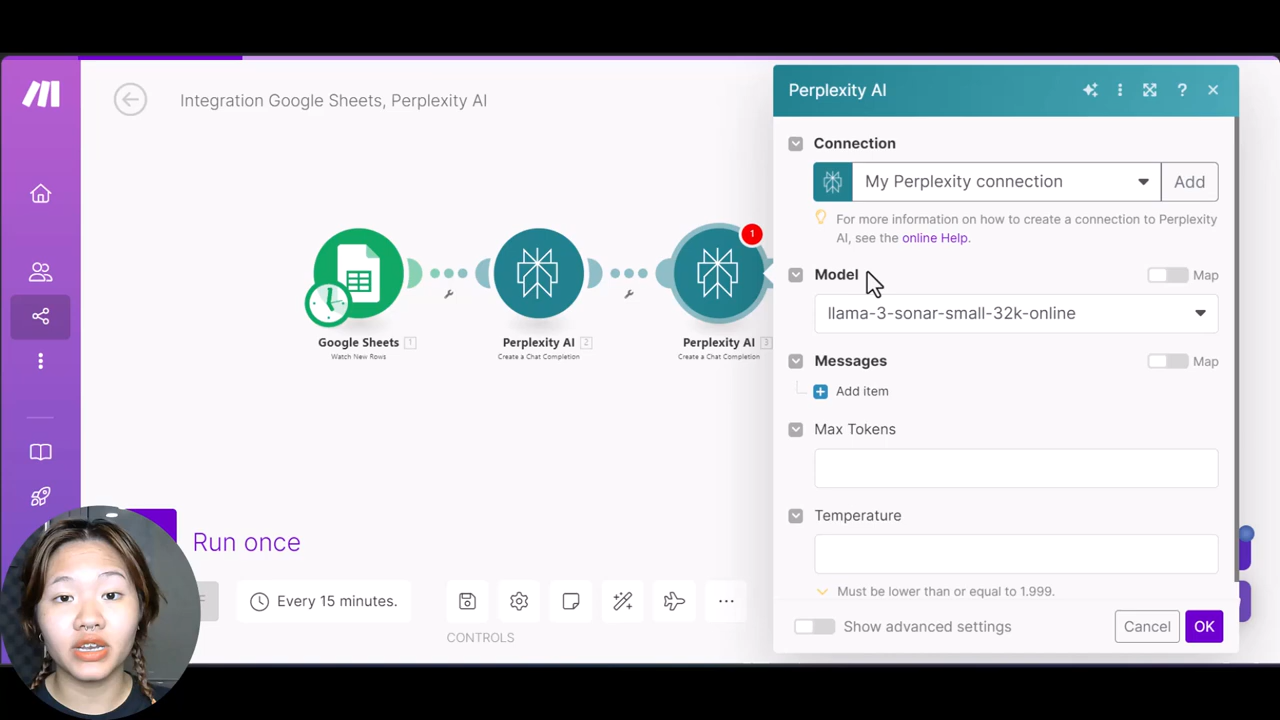 Integration Google Sheets, Perplexity AI
Google Sheets 1
Watch New Rows
Perplexity AI 2
Create a Chat Completion
1
Perplexity AI 3
Create a Chat Completion
Run once
Every 15 minutes.
CONTROLS
Perplexity AI
?
Connection
My Perplexity connection
Add
For more information on how to create a connection to Perplexity
AI, see the online Help.
Model
Map
llama-3-sonar-small-32k-online
Messages
Map
Add item
Max Tokens
Temperature
Must be lower than or equal to 1.999.
Show advanced settings
Cancel
OK